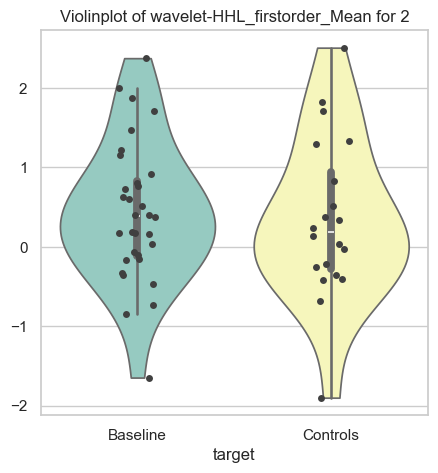 Violinplot of wavelet-HHL_firstorder_Mean for 2
2
1
0
−1
−2
Baseline Controls
target